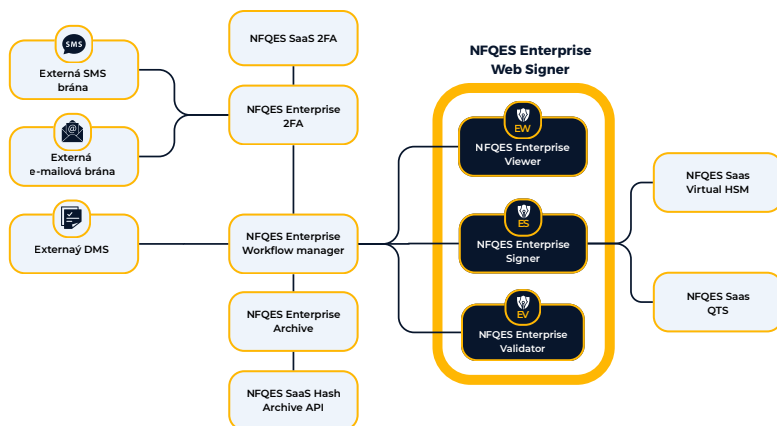 SMS
Externá SMS
brána
@
Externá
e-mailová brána
Externaý DMS
NFQES SaaS 2FA
NFQES Enterprise
2FA
NFQES Enterprise
Workflow manager
NFQES Enterprise
Archive
NFQES SaaS Hash
Archive API
NFQES Enterprise
Web Signer
EW
NFQES Enterprise
Viewer
ES
NFQES Enterprise
Signer
EV
NFQES Enterprise
Validator
NFQES Saas
Virtual HSM
NFQES Saas
QTS